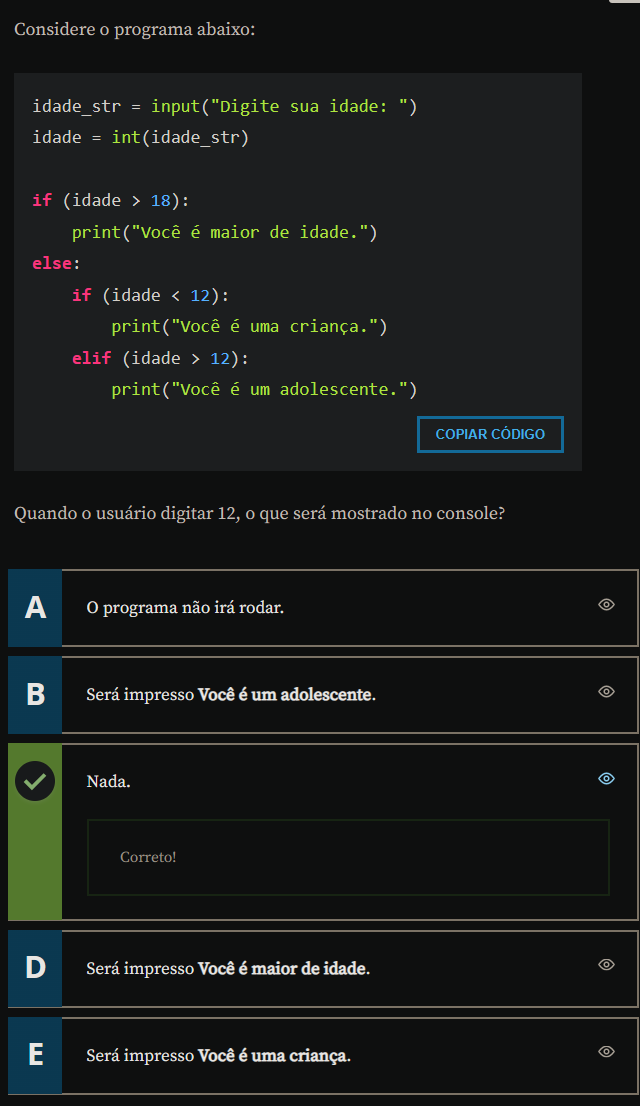 Considere o programa abaixo:
idade_str = input("Digite sua idade: ")
idade = int(idade_str)
if (idade > 18):
    print("Você é maior de idade.")
else:
    if (idade < 12):
        print("Você é uma criança.")
    elif (idade > 12):
        print("Você é um adolescente.")
COPIAR CÓDIGO
Quando o usuário digitar 12, o que será mostrado no console?
A O programa não irá rodar.
B Será impresso Você é um adolescente.
Nada.
Correto!
D Será impresso Você é maior de idade.
E Será impresso Você é uma criança.